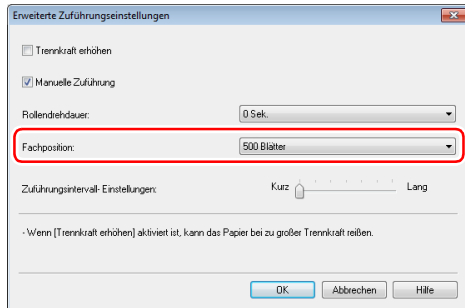 Erweiterte Zuführungseinstellungen
Trennkraft erhöhen
Manuelle Zuführung
Rollendrehdauer: 0 Sek.
Fachposition: 500 Blätter
Zuführungsintervall- Einstellungen: Kurz Lang
· Wenn [Trennkraft erhöhen] aktiviert ist, kann das Papier bei zu großer Trennkraft reißen.
OK Abbrechen Hilfe